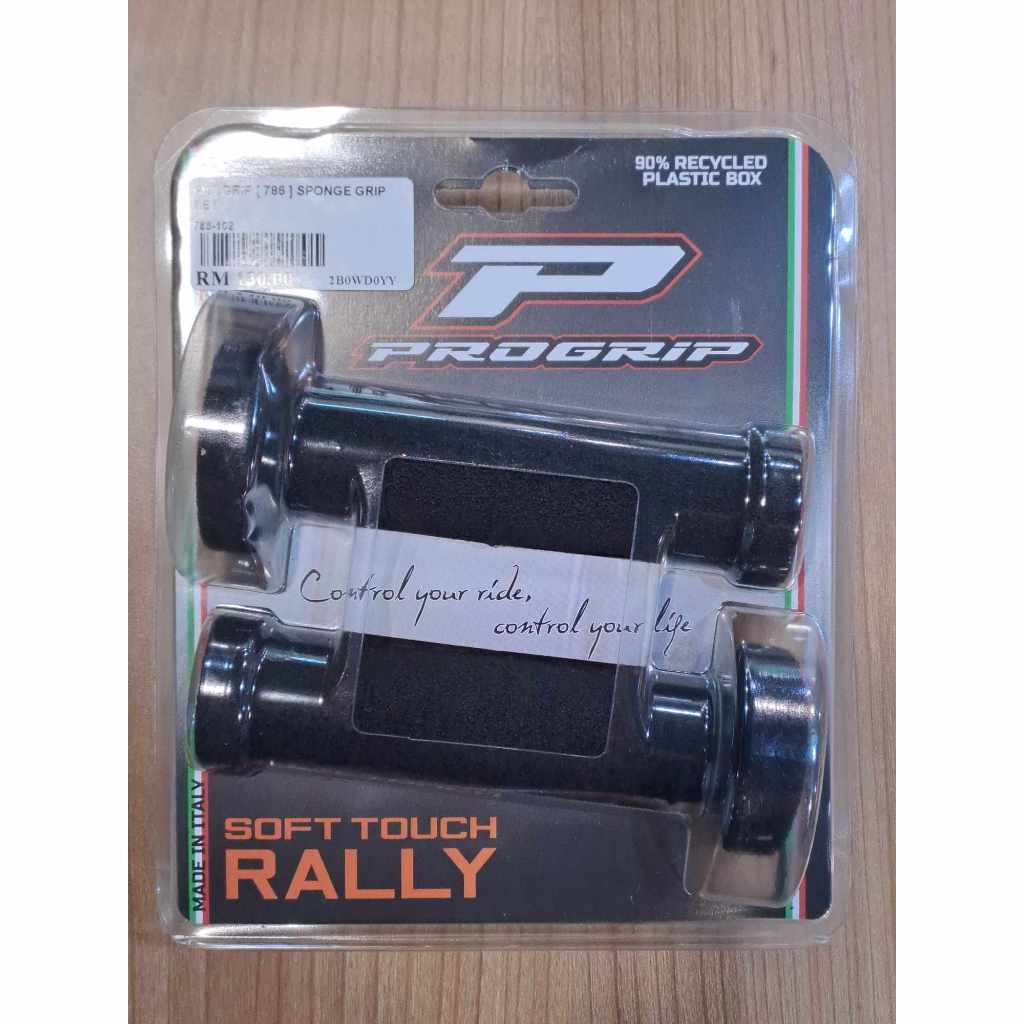 90% RECYCLED
PLASTIC BOX
[ 786 ] SPONGE GRIP
RM
2B0WD0YY
P
PROGRIP
Control your ride,
control your life
MADE IN ITALY
SOFT TOUCH
RALLY